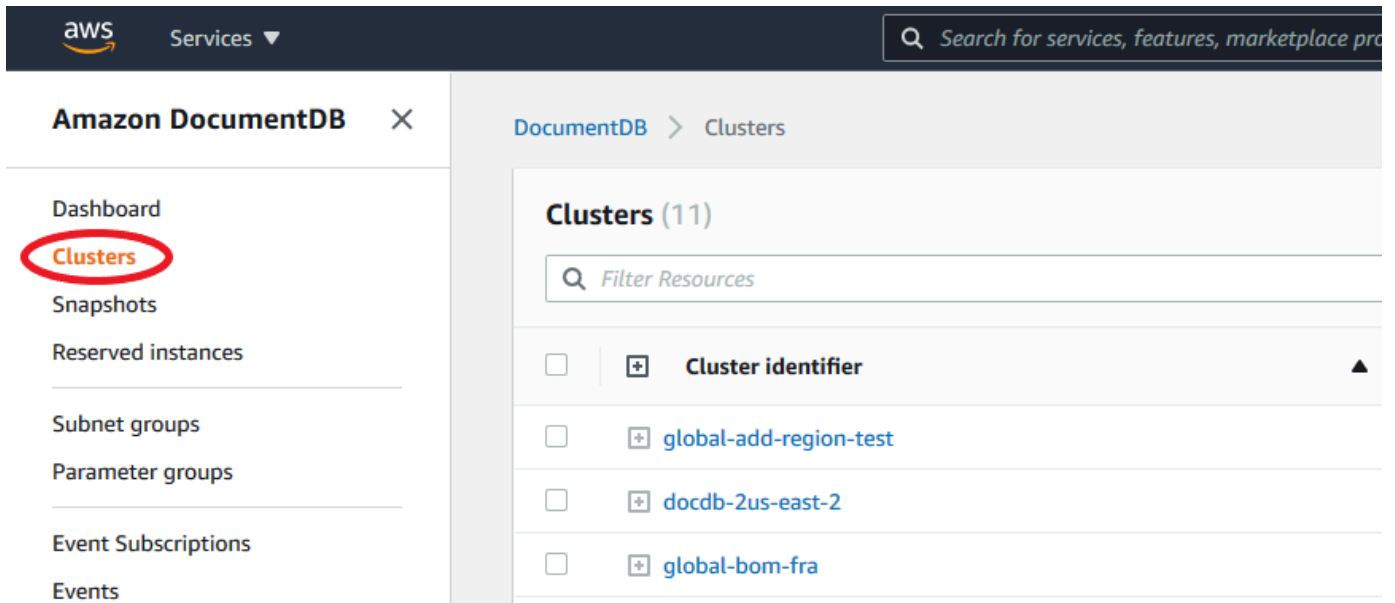 aws Services ▼ Search for services, features, marketplace pro
Amazon DocumentDB
Dashboard
Clusters
Snapshots
Reserved instances
Subnet groups
Parameter groups
Event Subscriptions
Events
DocumentDB > Clusters
Clusters (11)
Filter Resources
Cluster identifier
global-add-region-test
docdb-2us-east-2
global-bom-fra